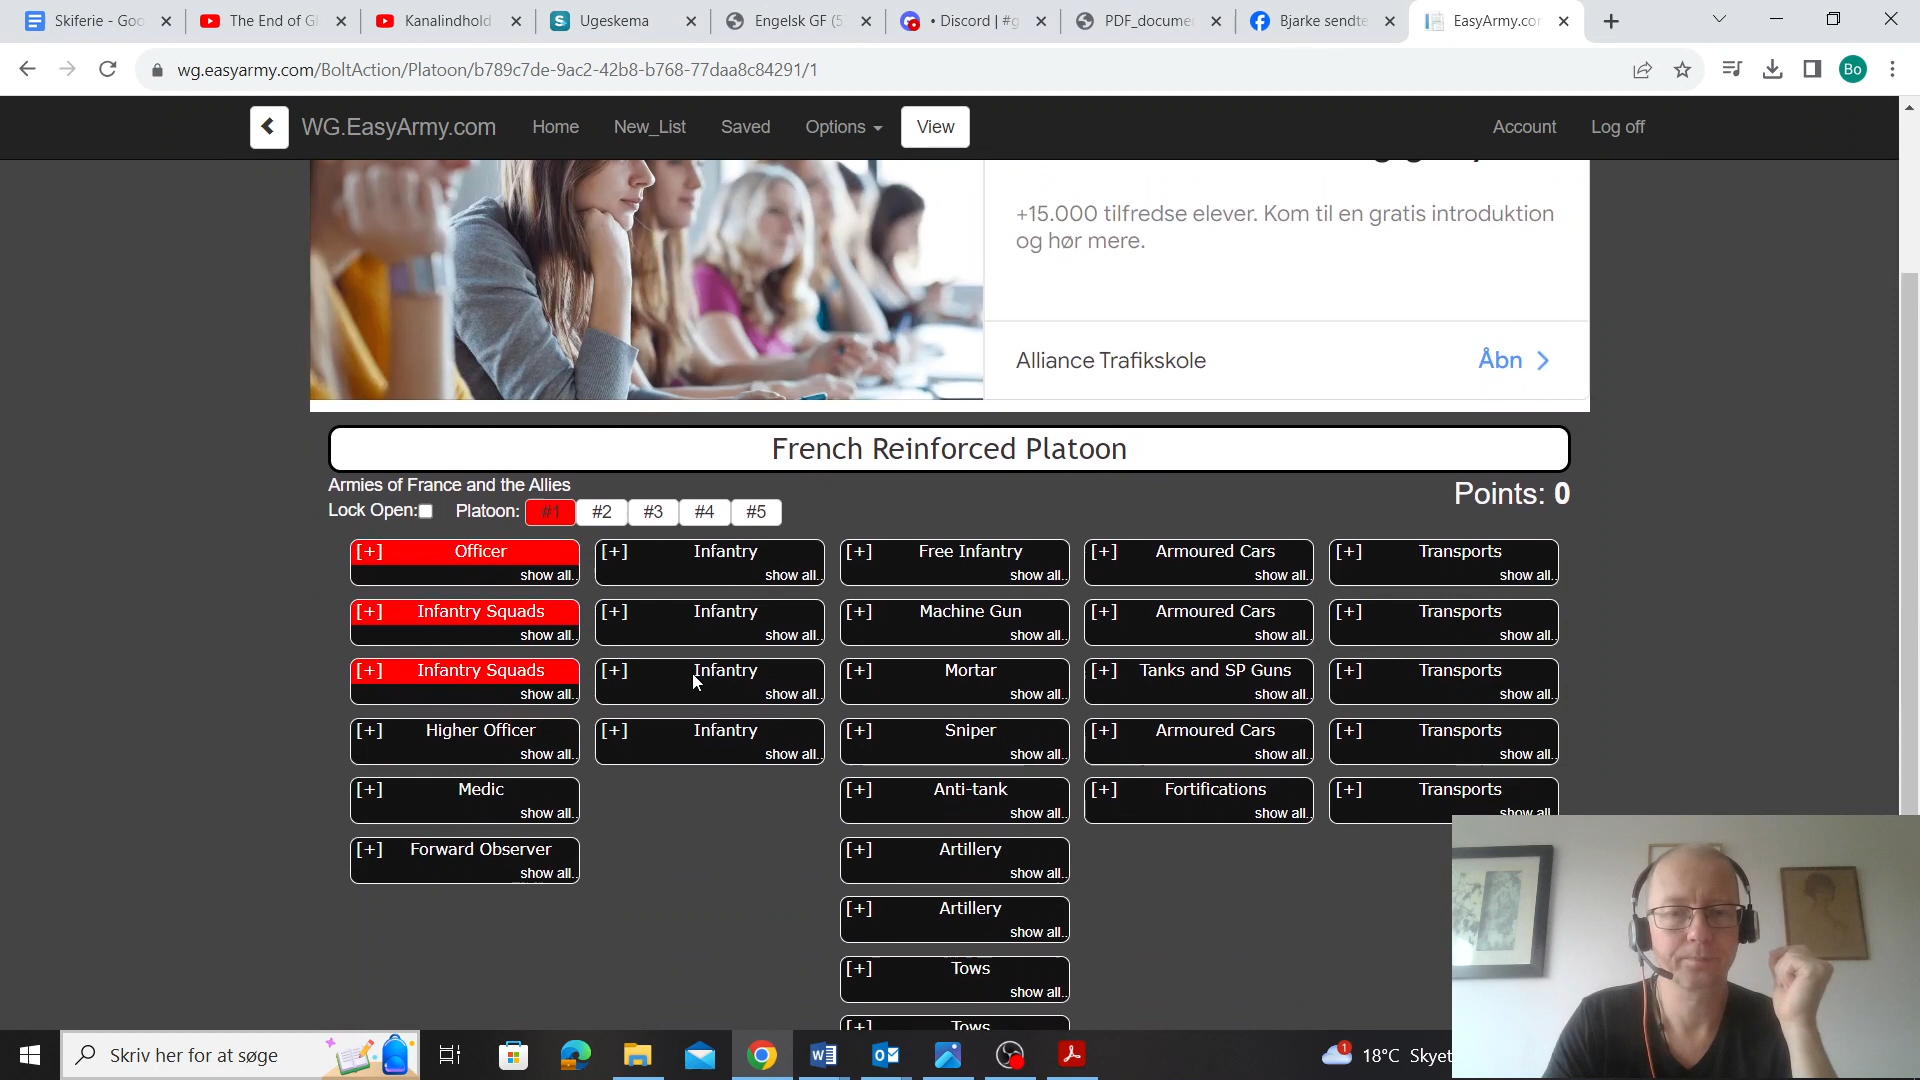 Skiferie - Goo
The End of Gl
Kanalindhold
Ugeskema
Engelsk GF (5
• Discord | #g
PDF_docume
Bjarke sendte
EasyArmy.cor
wg.easyarmy.com/BoltAction/Platoon/b789c7de-9ac2-42b8-b768-77daa8c84291/1
Bo
WG.EasyArmy.com Home New_List Saved Options View Account Log off
+15.000 tilfredse elever. Kom til en gratis introduktion
og hør mere.
Alliance Trafikskole Åbn
French Reinforced Platoon
Armies of France and the Allies
Points: 0
Lock Open: Platoon: #1 #2 #3 #4 #5
[+] Officer
show all..
[+] Infantry Squads
show all..
[+] Infantry Squads
show all..
[+] Higher Officer
show all..
[+] Medic
show all..
[+] Forward Observer
show all..
[+] Infantry
show all..
[+] Infantry
show all..
[+] Infantry
show all..
[+] Infantry
show all..
[+] Free Infantry
show all..
[+] Machine Gun
show all..
[+] Mortar
show all..
[+] Sniper
show all..
[+] Anti-tank
show all..
[+] Artillery
show all..
[+] Artillery
show all..
[+] Tows
show all..
[+] Tows
[+] Armoured Cars
show all..
[+] Armoured Cars
show all..
[+] Tanks and SP Guns
show all..
[+] Armoured Cars
show all..
[+] Fortifications
show all..
[+] Transports
show all..
[+] Transports
show all..
[+] Transports
show all..
[+] Transports
show all..
[+] Transports
show all..
Skriv her for at søge
1
18°C Skyet